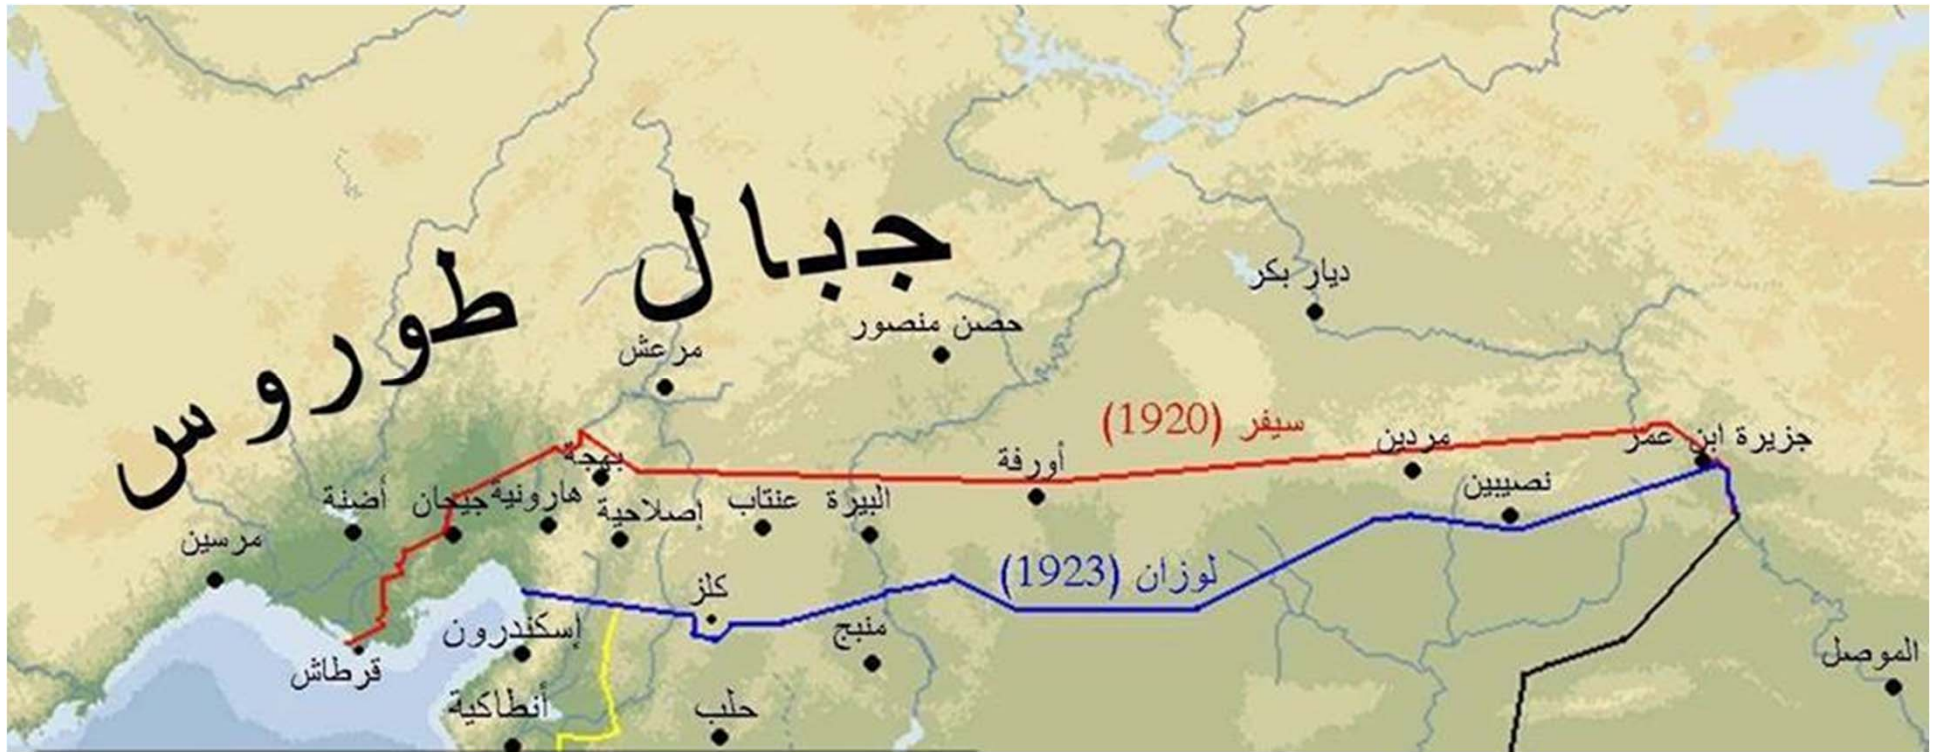 جبال طوروس
ديار بكر
حصن منصور
مرعش
سيفر (1920)
جزيرة ابن عمر
مردين
بهجة
أورفة
نصيبين
هارونية
جيحان
أضنة
إصلاحية
عنتاب
البيرة
مرسين
لوزان (1923)
كلز
إسكندرون
منبج
الموصل
قرطاش
أنطاكية
حلب